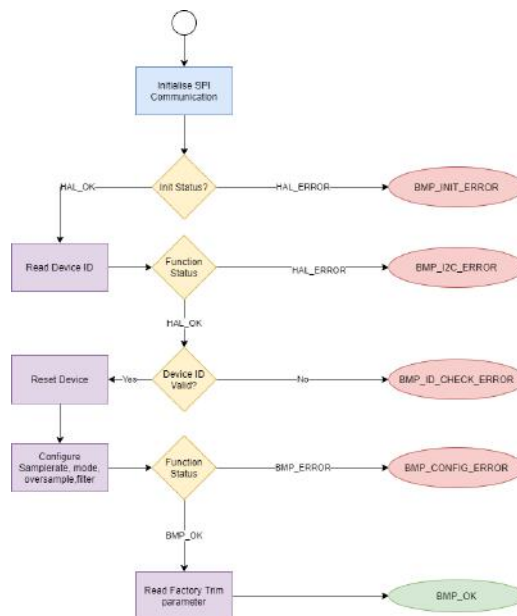 Initialise SPI
Communication
Init Status?
HAL_OK
HAL_ERROR
BMP_INIT_ERROR
Read Device ID
Function
Status
HAL_ERROR
BMP_I2C_ERROR
HAL_OK
Reset Device
Yes
Device ID
Valid?
No
BMP_ID_CHECK_ERROR
Configure
Samplerate, mode,
oversample,filter
Function
Status
BMP_ERROR
BMP_CONFIG_ERROR
BMP_OK
Read Factory Trim
parameter
BMP_OK